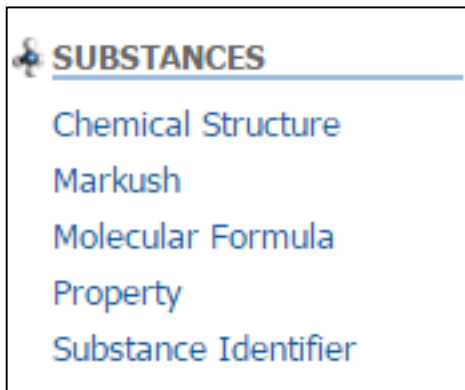 SUBSTANCES
Chemical Structure
Markush
Molecular Formula
Property
Substance Identifier